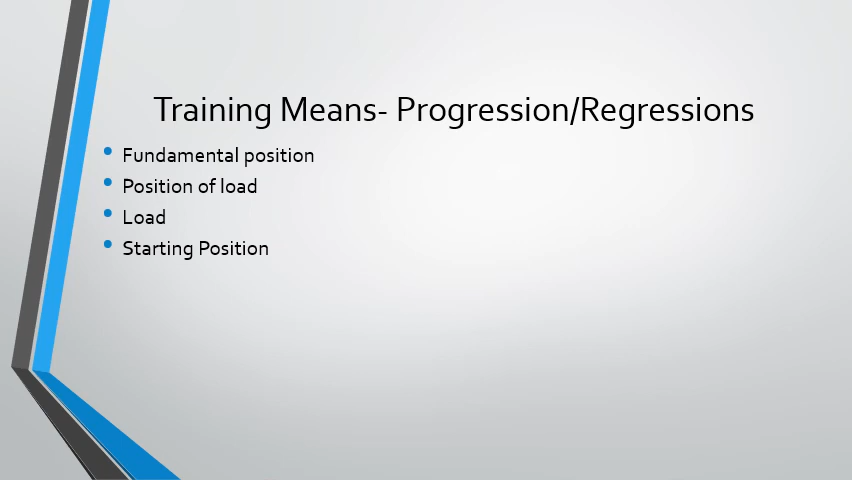 Training Means- Progression/Regressions
Fundamental position
Position of load
Load
Starting Position